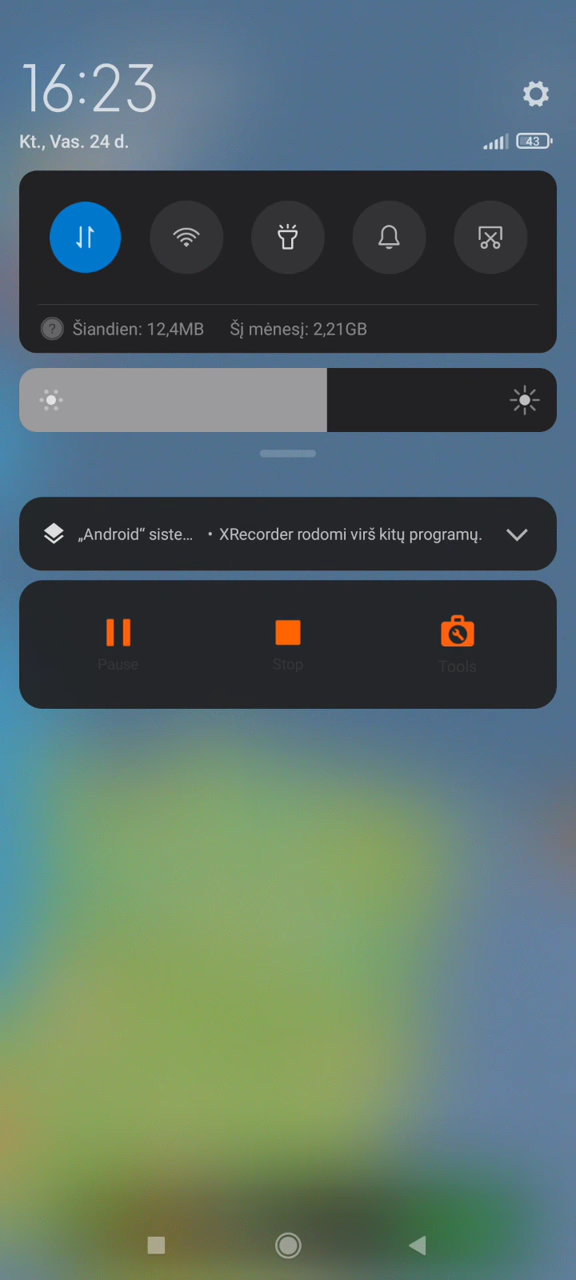 16:23
Kt., Vas. 24 d.
43
Šiandien: 12,4MB Šį mėnesį: 2,21GB
„Android“ siste... • XRecorder rodomi virš kitų programų.
Pause Stop Tools